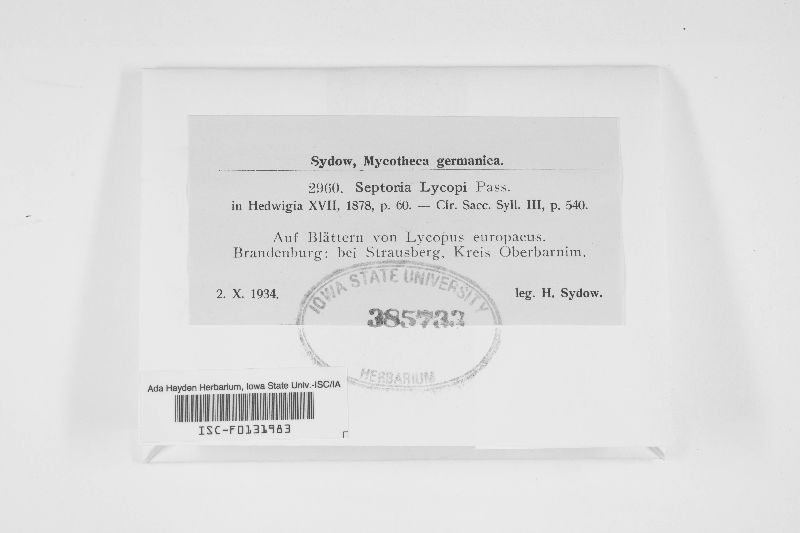 Sydow, Mycotheca germanica.
2960. Septoria Lycopi Pass.
in Hedwigia XVII, 1878, p. 60. — Cfr. Sacc. Syll. III, p. 540.
Auf Blättern von Lycopus europaeus.
Brandenburg: bei Strausberg, Kreis Oberbarnim.
2. X. 1934.
leg. H. Sydow.
IOWA STATE UNIVERSITY
385733
HERBARIUM
Ada Hayden Herbarium, Iowa State Univ.-ISC/IA
ISC-F0131983